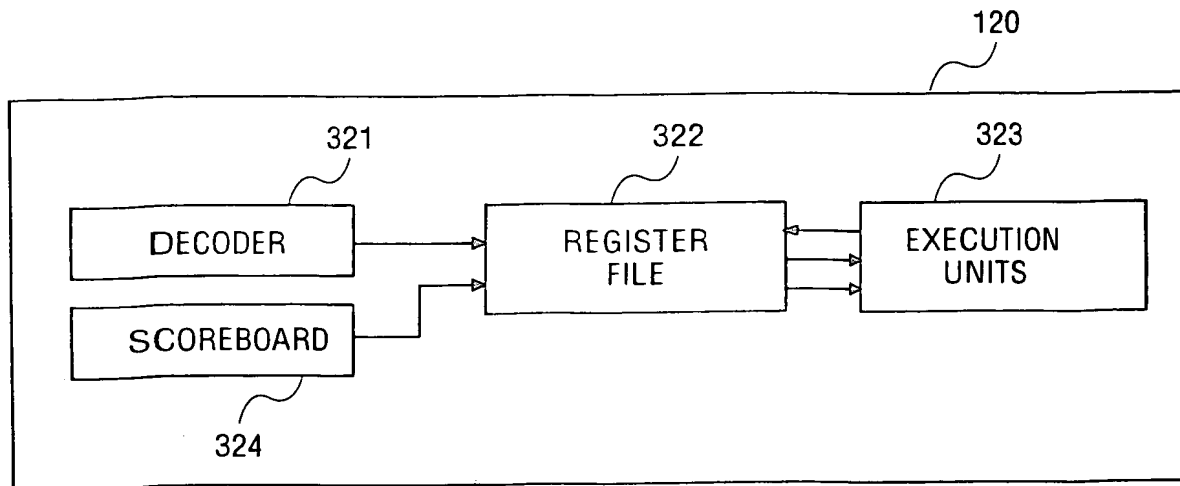 120
321
322
323
DECODER
REGISTER
FILE
EXECUTION
UNITS
SCOREBOARD
324